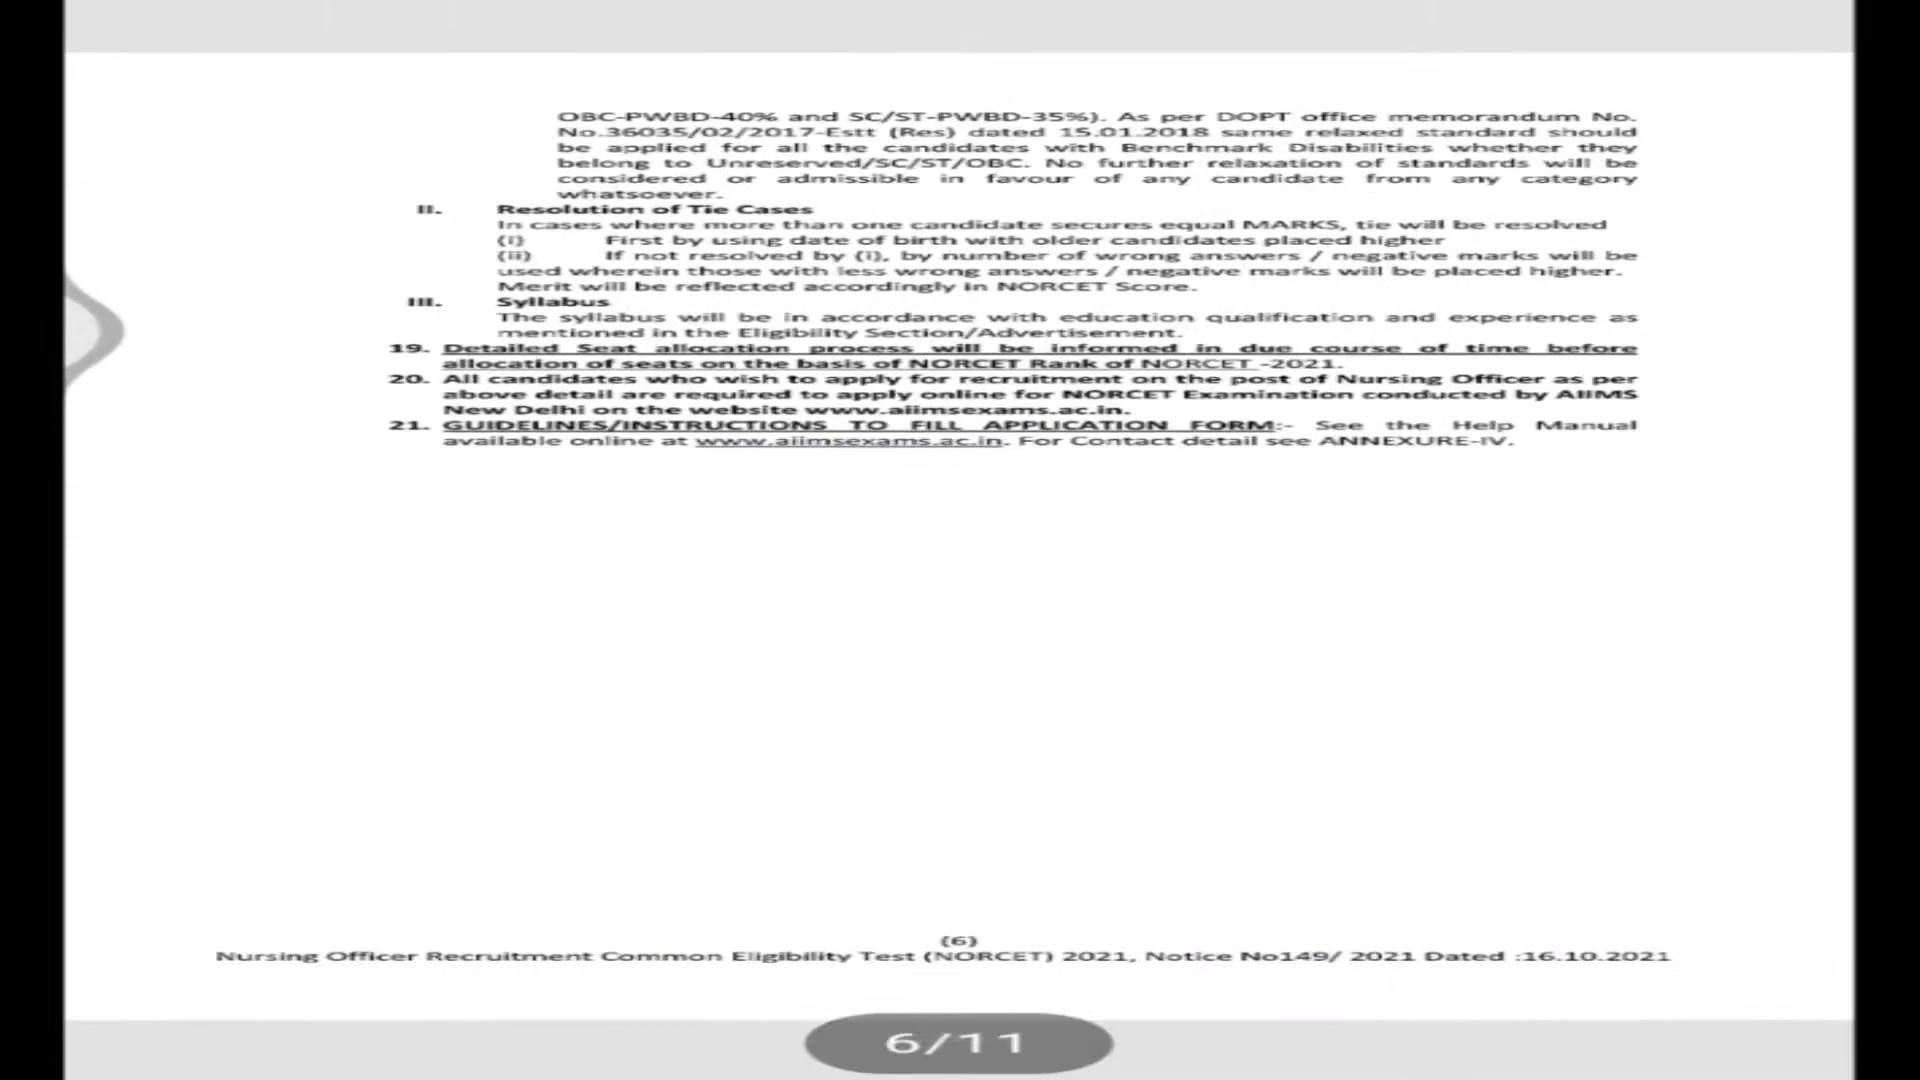 OBC-PWBD-40% and SC/ST-PWBD-35%). As per DOPT office memorandum No.
No.36035/02/2017-Estt (Res) dated 15.01.2018 same relaxed standard should
be applied for all the candidates with Benchmark Disabilities whether they
belong to Unreserved/SC/ST/OBC. No further relaxation of standards will be
considered or admissible in favour of any candidate from any category
whatsoever.
II. Resolution of Tie Cases
In cases where more than one candidate secures equal MARKS, tie will be resolved
(i) First by using date of birth with older candidates placed higher
(ii) If not resolved by (i), by number of wrong answers / negative marks will be
used wherein those with less wrong answers / negative marks will be placed higher.
Merit will be reflected accordingly in NORCET Score.
III. Syllabus
The syllabus will be in accordance with education qualification and experience as
mentioned in the Eligibility Section/Advertisement.
19. Detailed Seat allocation process will be informed in due course of time before
allocation of seats on the basis of NORCET Rank of NORCET -2021.
20. All candidates who wish to apply for recruitment on the post of Nursing Officer as per
above detail are required to apply online for NORCET Examination conducted by AIIMS
New Delhi on the website www.aiimsexams.ac.in.
21. GUIDELINES/INSTRUCTIONS TO FILL APPLICATION FORM:- See the Help Manual
available online at www.aiimsexams.ac.in. For Contact detail see ANNEXURE-IV.
(6)
Nursing Officer Recruitment Common Eligibility Test (NORCET) 2021, Notice No149/ 2021 Dated :16.10.2021
6/11